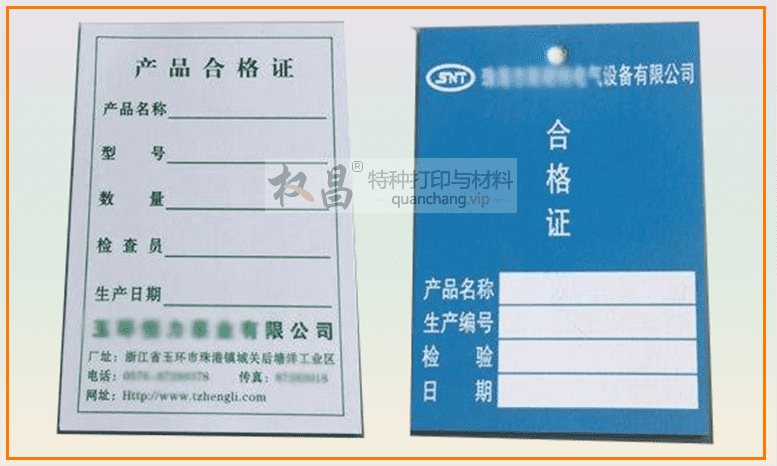 产品合格证
产品名称
型 号
数 量
检查员
生产日期
有限公司
厂址：浙江省玉环市珠港镇城关后塘洋工业区
电话：
传真：
网址：Http://www.tzhengli.com
SNT
电气设备有限公司
合
格
证
产品名称
生产编号
检 验
日 期
权昌®
特种打印与材料
quanchang.vip